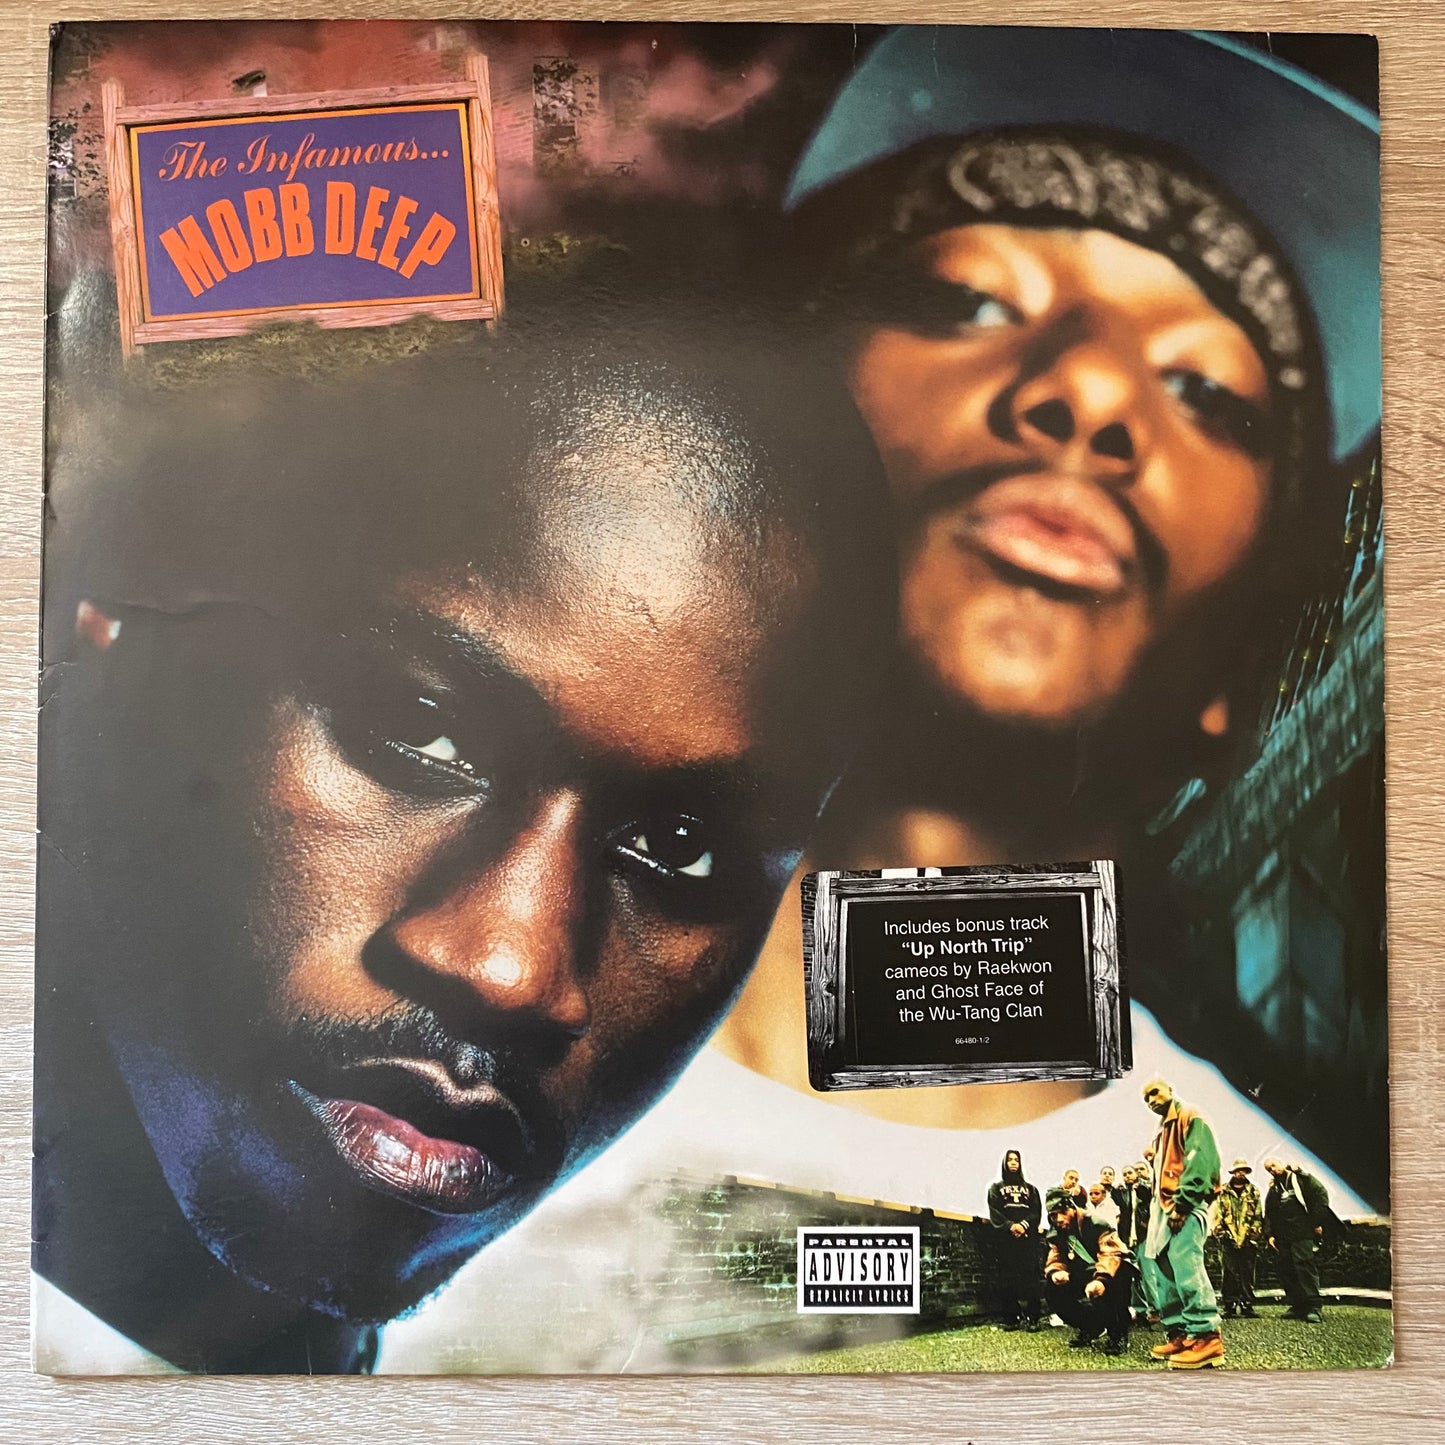 The Infamous...
MOBB DEEP
Includes bonus track
"Up North Trip"
cameos by Raekwon
and Ghost Face of
the Wu-Tang Clan
66480-1/2
TEXAS
T
PARENTAL
ADVISORY
EXPLICIT LYRICS